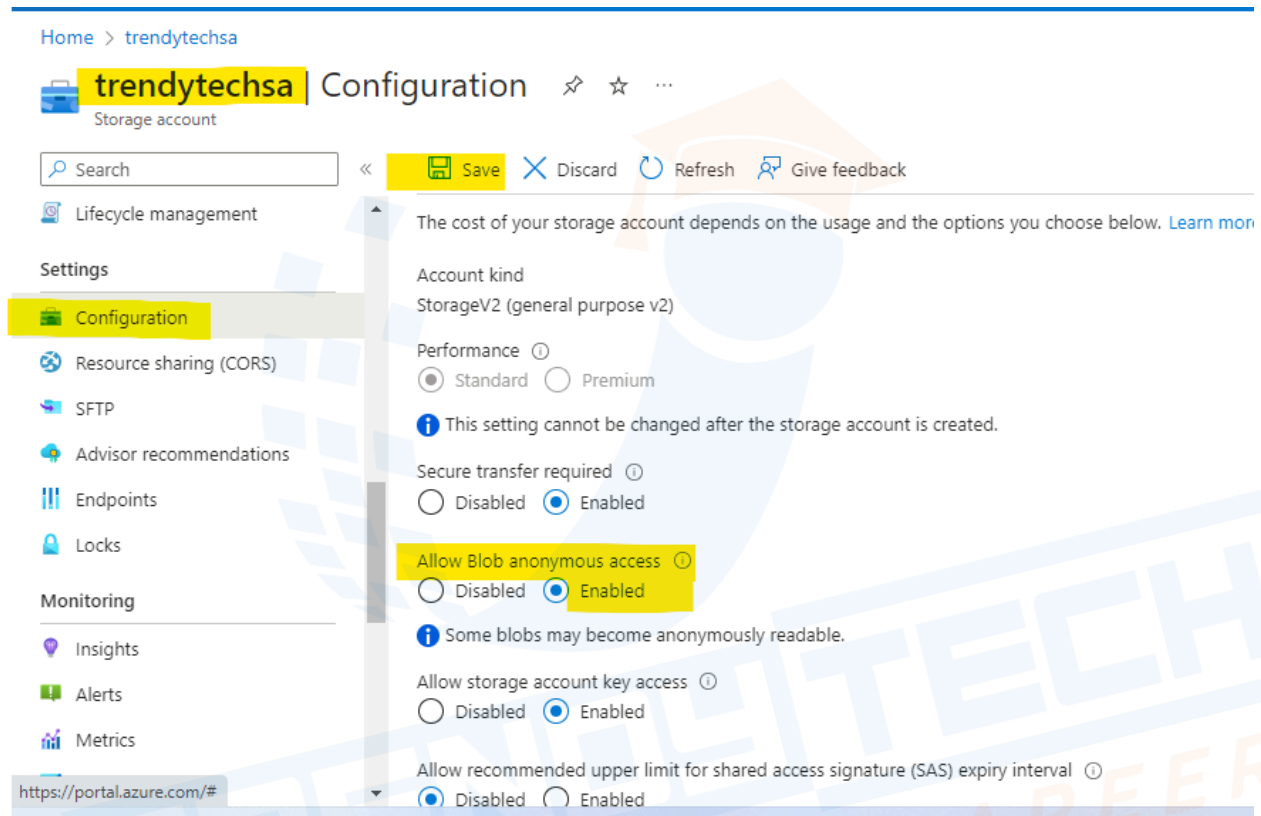 Home > trendytechsa
trendytechsa | Configuration ...
Storage account
Search «
Save Discard Refresh Give feedback
Lifecycle management
The cost of your storage account depends on the usage and the options you choose below. Learn more
Settings
Account kind
StorageV2 (general purpose v2)
Configuration
Performance
Standard Premium
Resource sharing (CORS)
SFTP
This setting cannot be changed after the storage account is created.
Advisor recommendations
Secure transfer required
Disabled Enabled
Endpoints
Locks
Allow Blob anonymous access
Disabled Enabled
Monitoring
Some blobs may become anonymously readable.
Insights
Allow storage account key access
Alerts
Disabled Enabled
Metrics
Allow recommended upper limit for shared access signature (SAS) expiry interval
https://portal.azure.com/#
Disabled Enabled